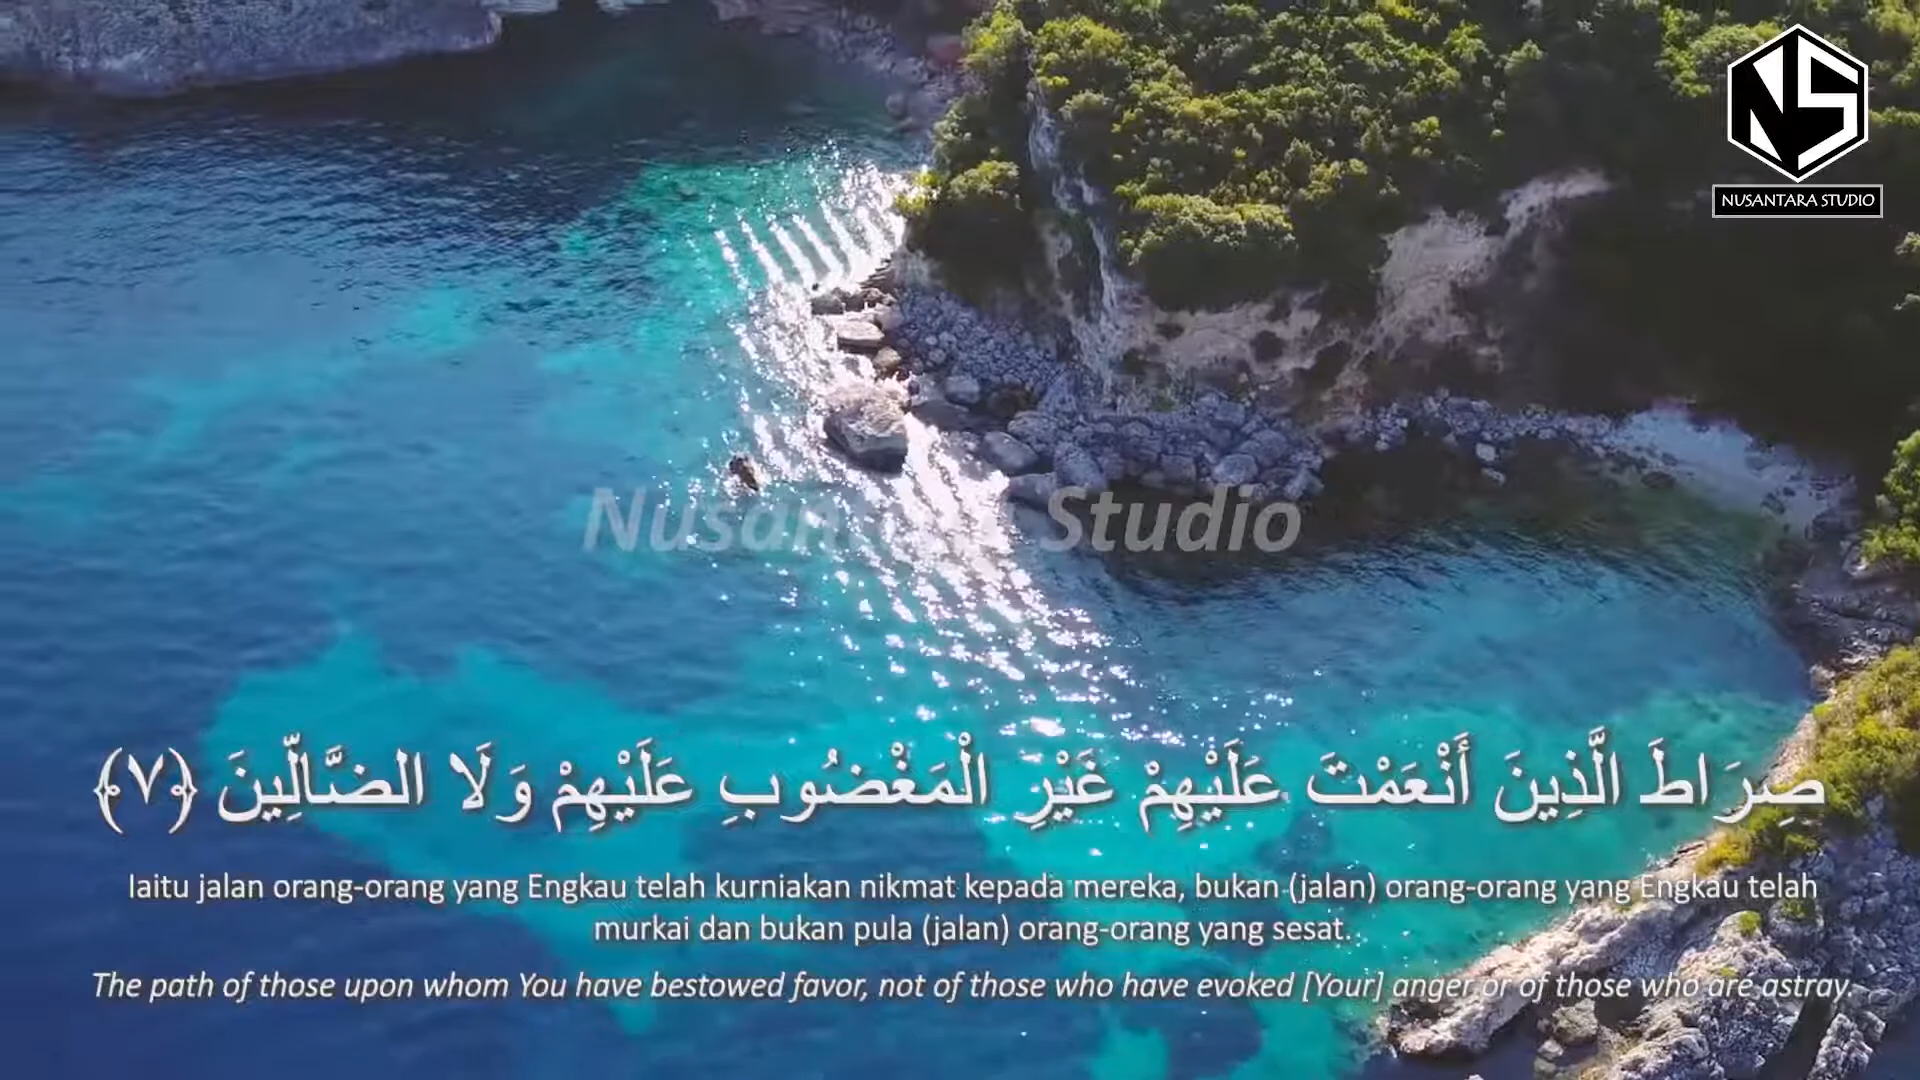 NS
NUSANTARA STUDIO
Nusantara Studio
صِرَاطَ الَّذِينَ أَنْعَمْتَ عَلَيْهِمْ غَيْرِ الْمَغْضُوبِ عَلَيْهِمْ وَلَا الضَّالِّينَ ﴿٧﴾
Iaitu jalan orang-orang yang Engkau telah kurniakan nikmat kepada mereka, bukan (jalan) orang-orang yang Engkau telah
murkai dan bukan pula (jalan) orang-orang yang sesat.
The path of those upon whom You have bestowed favor, not of those who have evoked [Your] anger or of those who are astray.